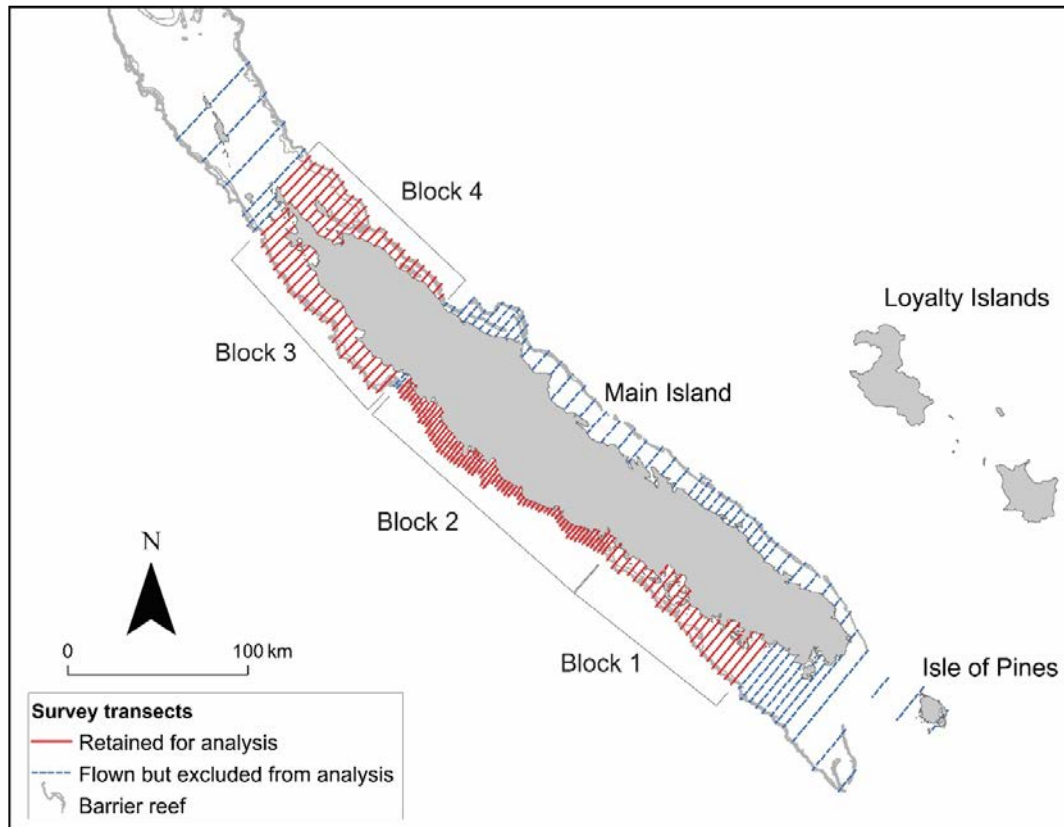 Block 4
Loyalty Islands
Block 3
Main Island
Block 2
N
0 100 km
Block 1
Isle of Pines
Survey transects
Retained for analysis
Flown but excluded from analysis
Barrier reef